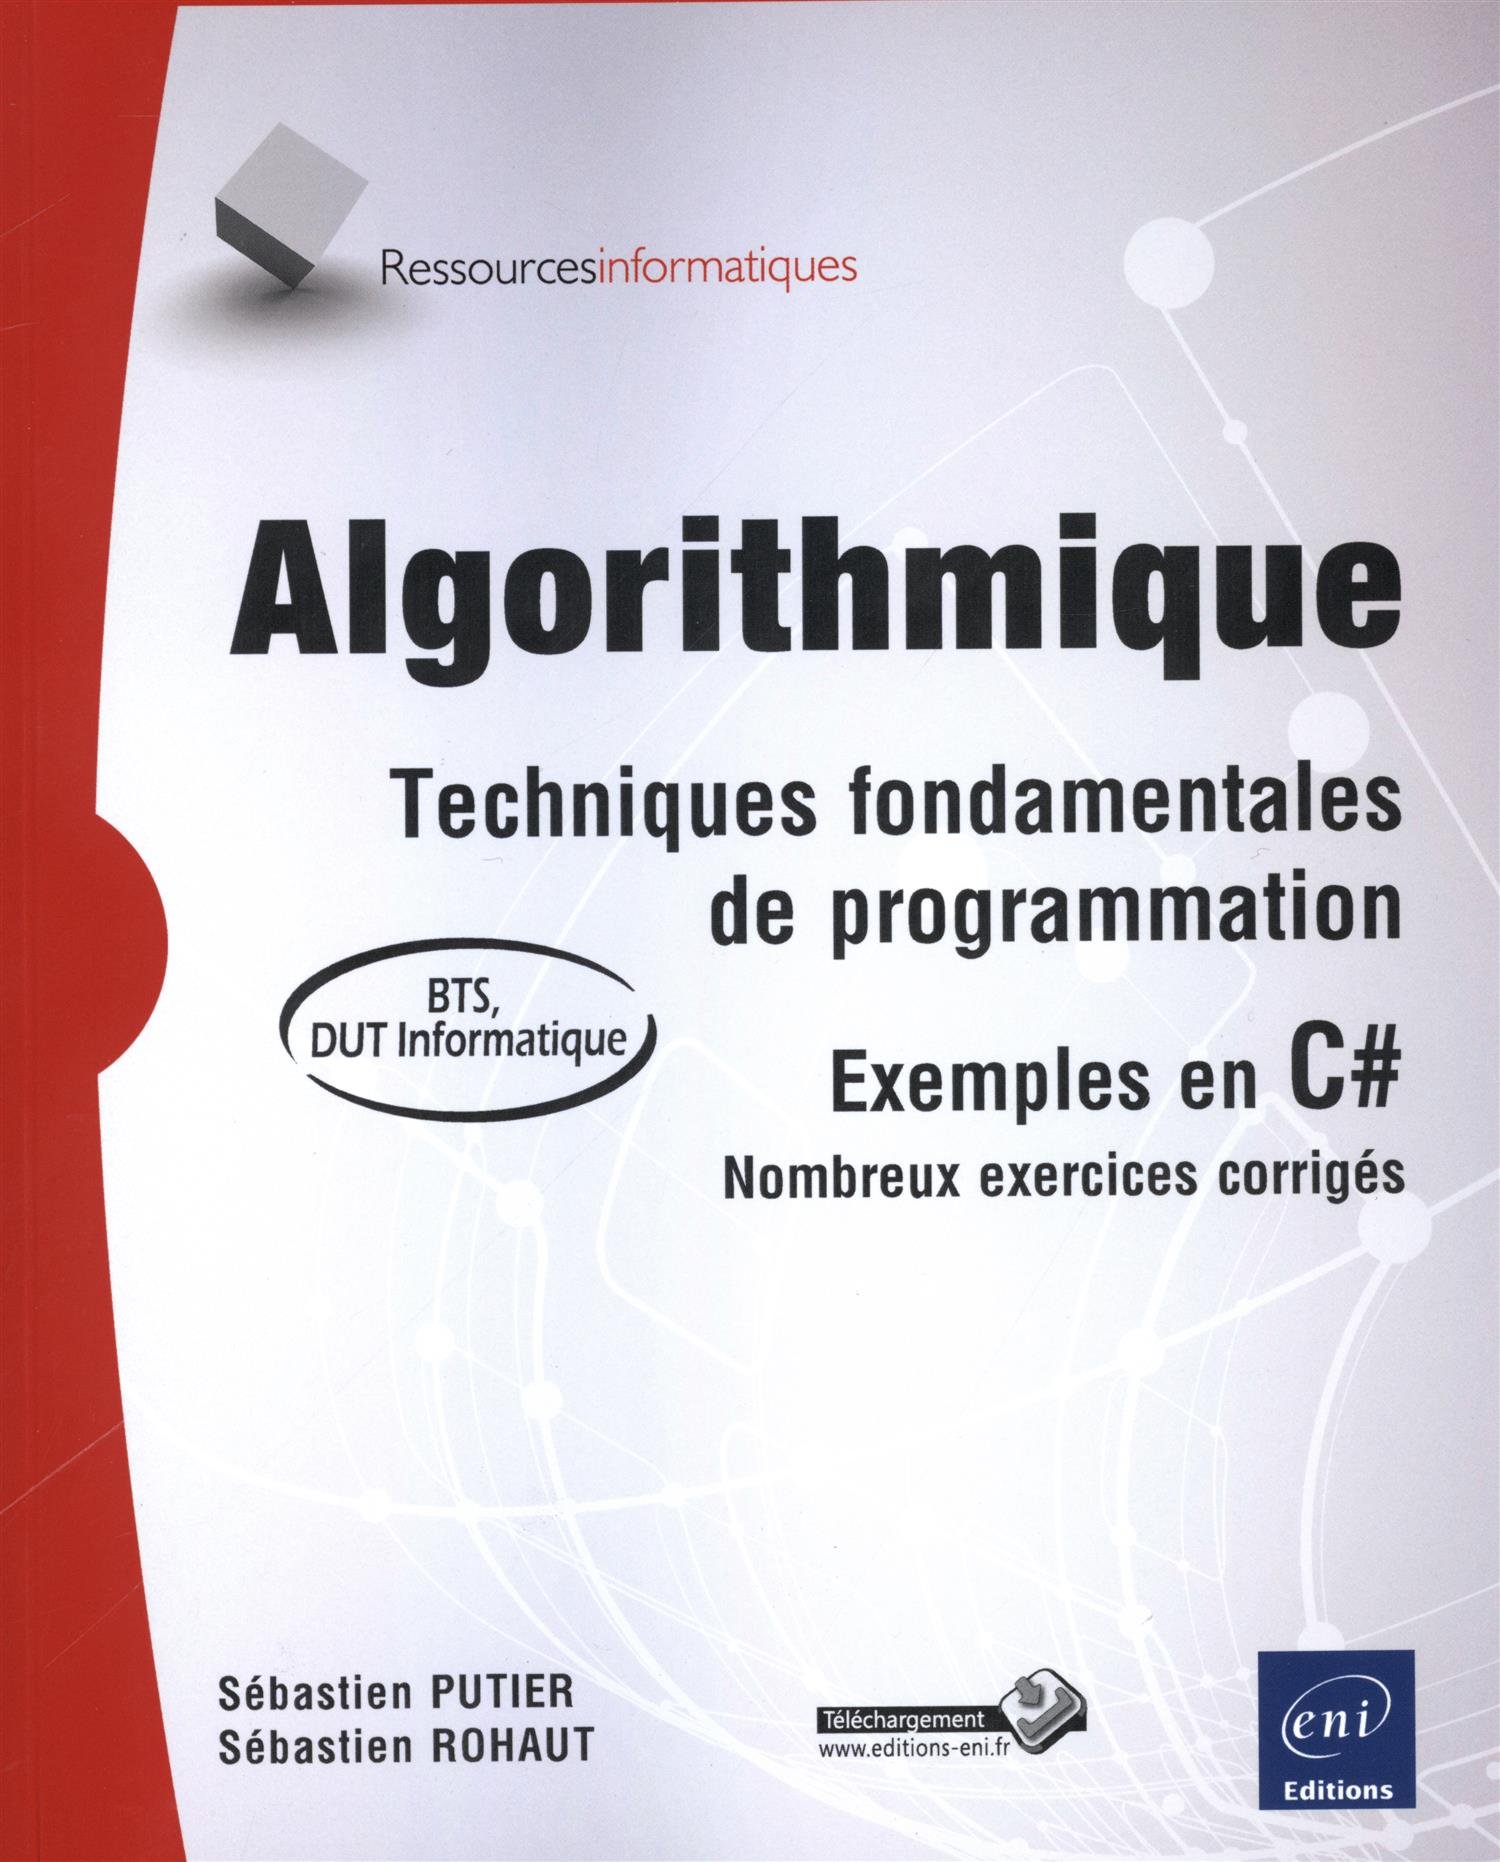 Ressourcesinformatiques
Algorithmique
Techniques fondamentales
de programmation
BTS,
DUT Informatique
Exemples en C#
Nombreux exercices corrigés
Sébastien PUTIER
Sébastien ROHAUT
Téléchargement
www.editions-eni.fr
eni
Editions